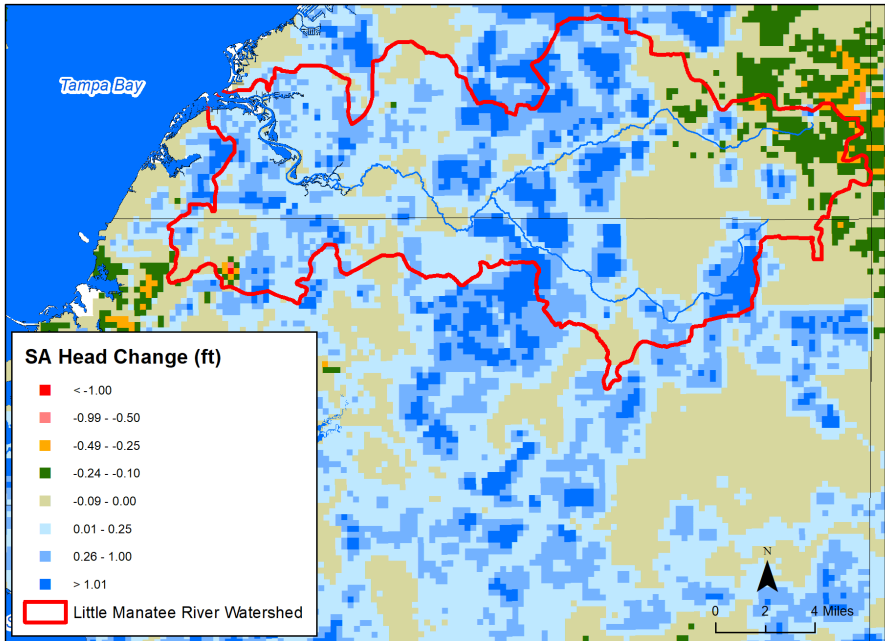 Tampa Bay
SA Head Change (ft)
< -1.00
-0.99 - -0.50
-0.49 - -0.25
-0.24 - -0.10
-0.09 - 0.00
0.01 - 0.25
0.26 - 1.00
> 1.01
Little Manatee River Watershed
N
0 2 4 Miles